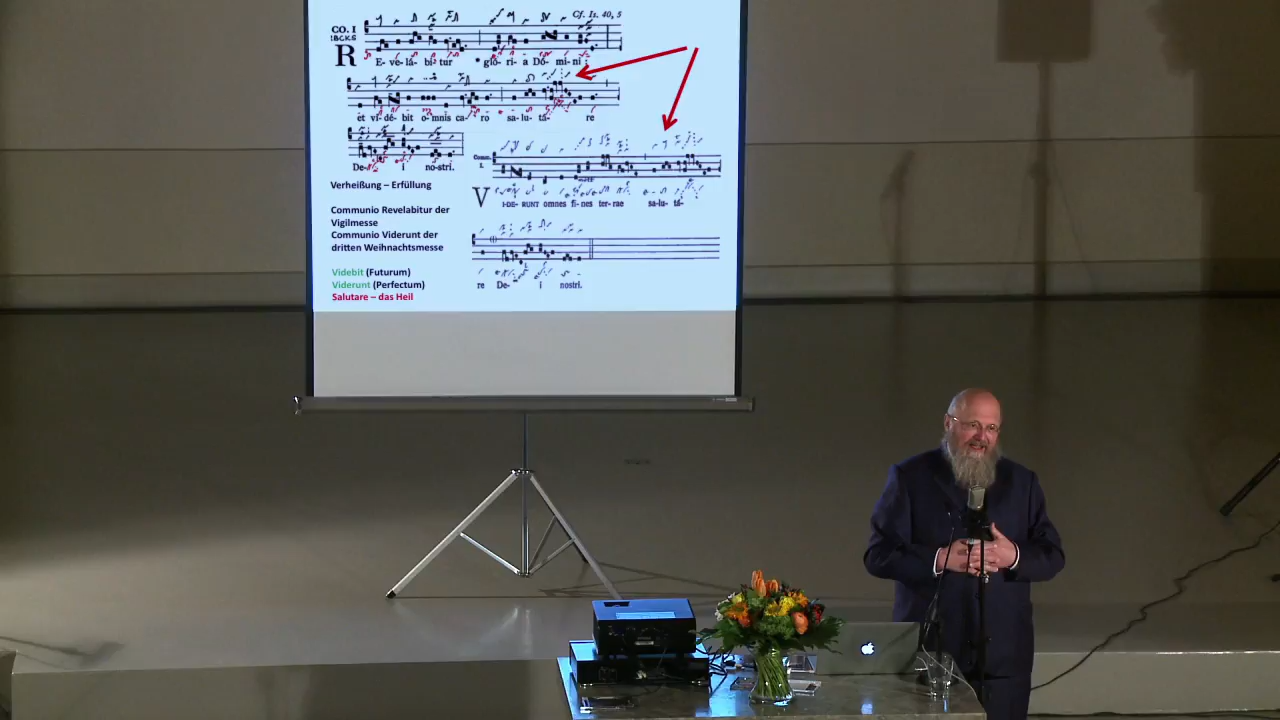 CO. I
Cf. Is. 40, 5
R E- ve-lá- bi-tur * gló- ri- a Dó- mi-ni :
et vi-dé- bit o-mnis ca- ro sa-lu- tá- re
De- i no-stri.
Comm. I.
V I-DE- RUNT omnes fi- nes ter- rae sa-lu- tá-
re De- i nostri.
Verheißung – Erfüllung
Communio Revelabitur der
Vigilmesse
Communio Viderunt der
dritten Weihnachtsmesse
Videbit (Futurum)
Viderunt (Perfectum)
Salutare – das Heil